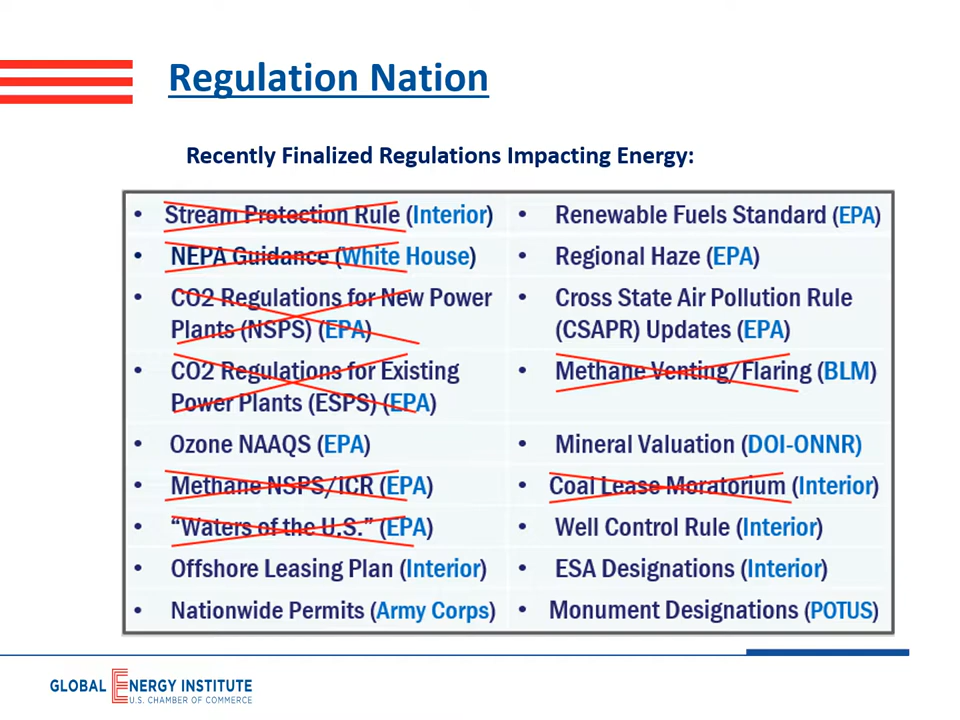 Regulation Nation
Recently Finalized Regulations Impacting Energy:
• Stream Protection Rule (Interior)
• NEPA Guidance (White House)
• CO2 Regulations for New Power
Plants (NSPS) (EPA)
• CO2 Regulations for Existing
Power Plants (ESPS) (EPA)
• Ozone NAAQS (EPA)
• Methane NSPS/ICR (EPA)
• “Waters of the U.S.” (EPA)
• Offshore Leasing Plan (Interior)
• Nationwide Permits (Army Corps)
• Renewable Fuels Standard (EPA)
• Regional Haze (EPA)
• Cross State Air Pollution Rule
(CSAPR) Updates (EPA)
• Methane Venting/Flaring (BLM)
• Mineral Valuation (DOI-ONNR)
• Coal Lease Moratorium (Interior)
• Well Control Rule (Interior)
• ESA Designations (Interior)
• Monument Designations (POTUS)
GLOBAL ENERGY INSTITUTE
U.S. CHAMBER OF COMMERCE